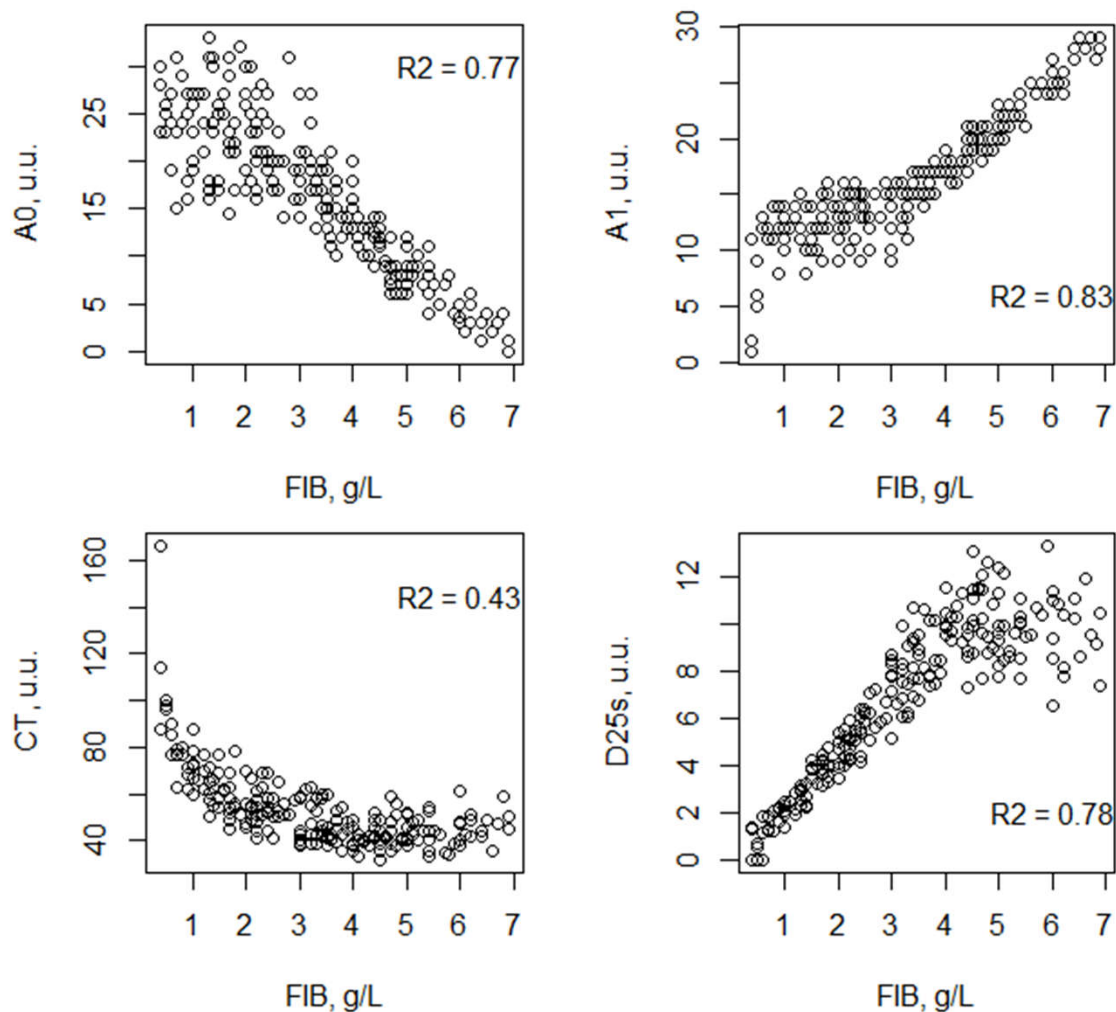 R2 = 0.77
A0, u.u.
25
15
5
0
1 2 3 4 5 6 7
FIB, g/L
R2 = 0.83
A1, u.u.
30
20
10
5
0
1 2 3 4 5 6 7
FIB, g/L
R2 = 0.43
CT, u.u.
160
120
80
40
1 2 3 4 5 6 7
FIB, g/L
R2 = 0.78
D25s, u.u.
12
8
6
4
2
0
1 2 3 4 5 6 7
FIB, g/L